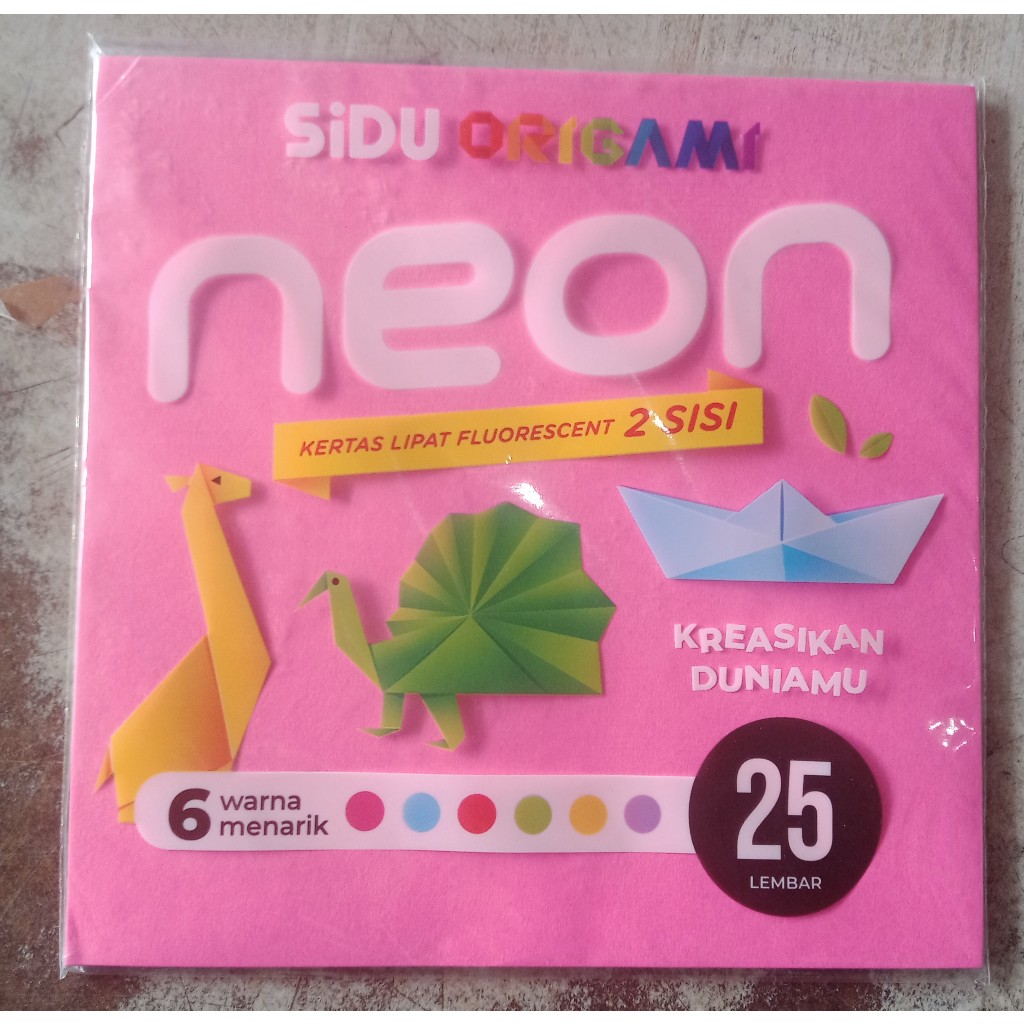 SiDU ORIGAMi
neon
KERTAS LIPAT FLUORESCENT 2 SISI
KREASIKAN
DUNIAMU
6 warna
menarik
25
LEMBAR